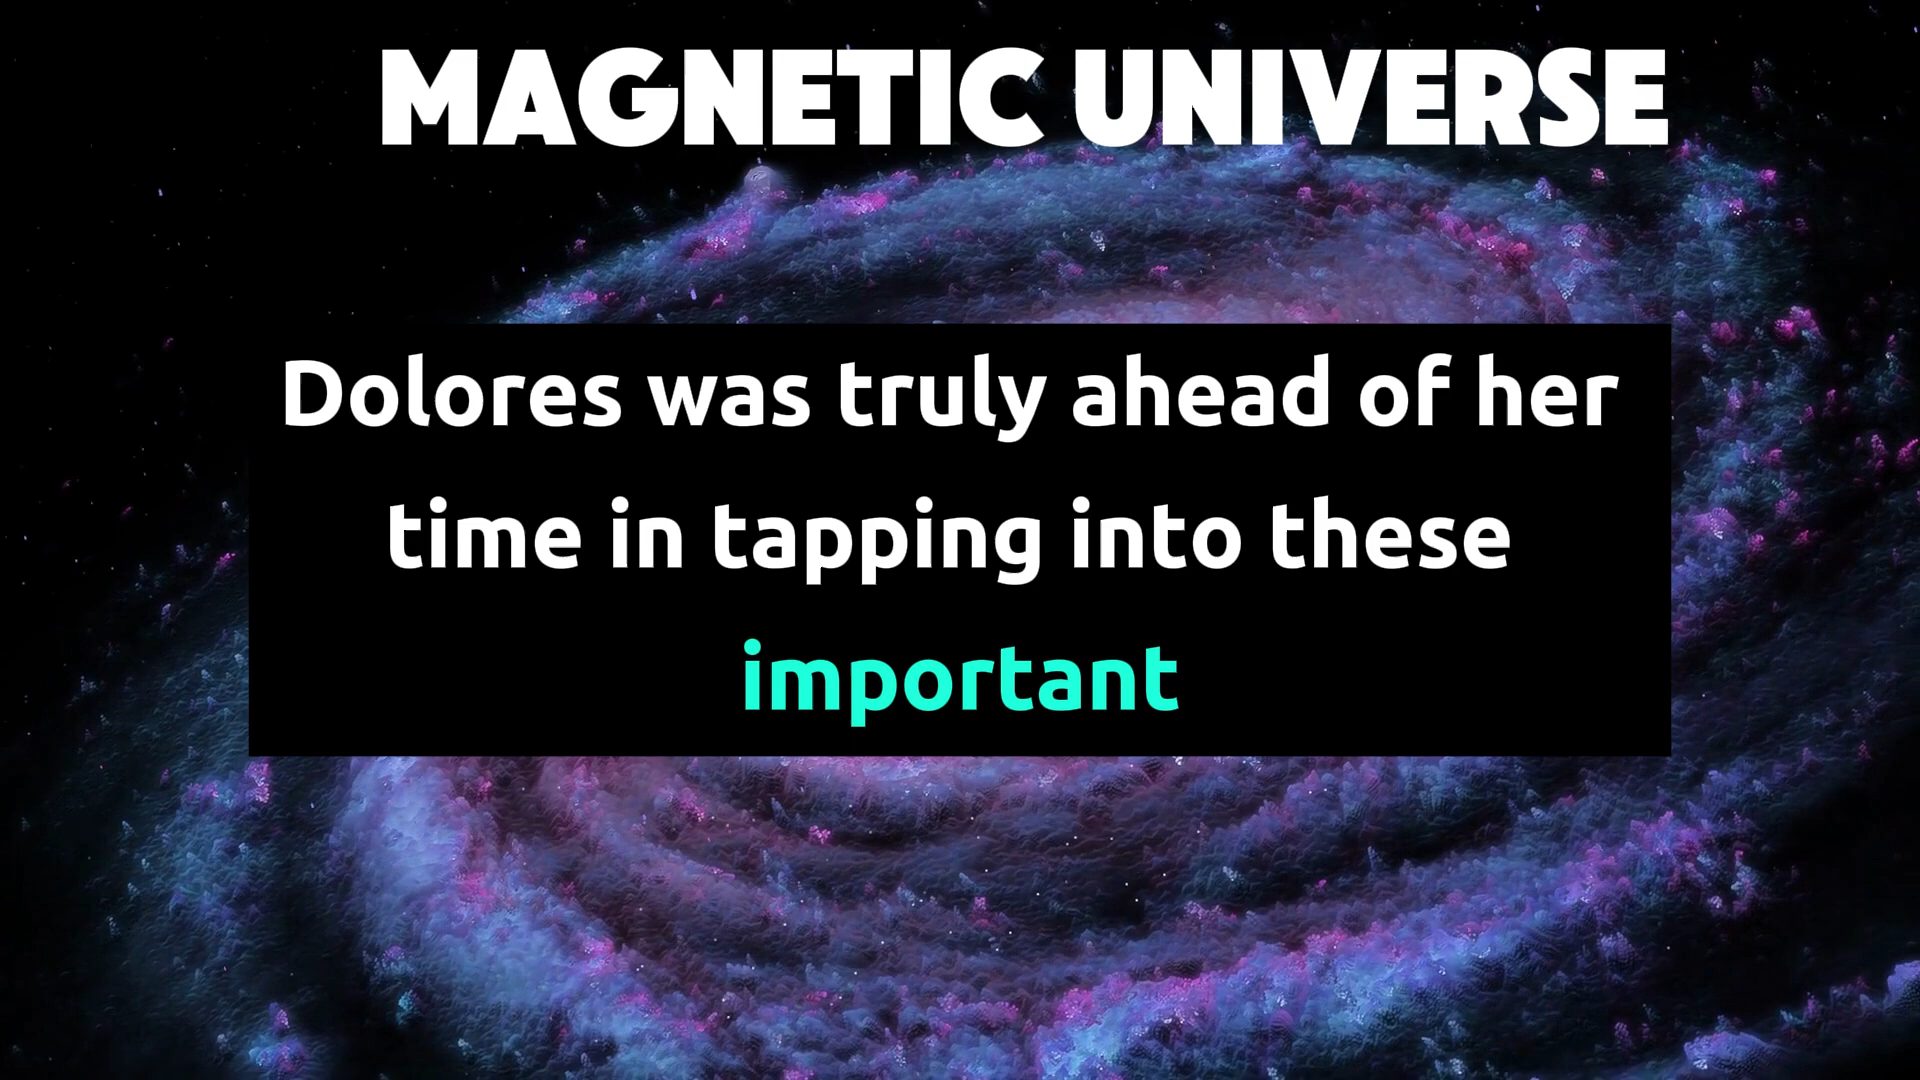 MAGNETIC UNIVERSE
Dolores was truly ahead of her
time in tapping into these
important